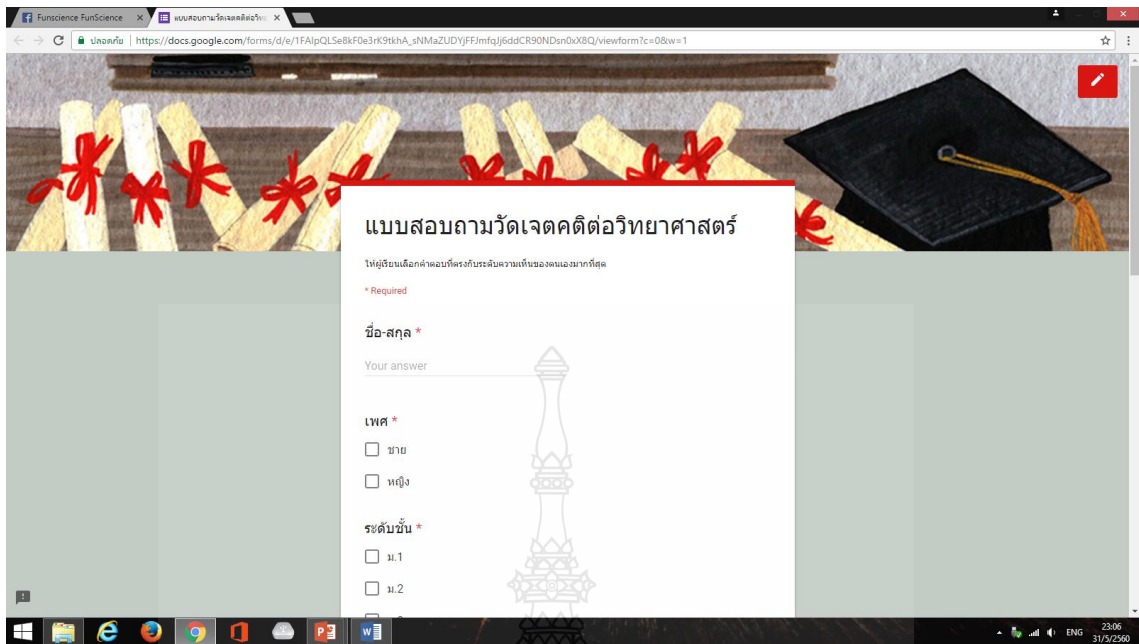 Funscience FunScience
แบบสอบถามวัดเจตคติต่อวิทย
ปลอดภัย
https://docs.google.com/forms/d/e/1FAIpQLSe8kF0e3rK9tkhA_sNMaZUDYjFFJmfqJj6ddCR90NDsn0xX8Q/viewform?c=0&w=1
แบบสอบถามวัดเจตคติต่อวิทยาศาสตร์
ให้ผู้เรียนเลือกคำตอบที่ตรงกับระดับความเห็นของตนเองมากที่สุด
* Required
ชื่อ-สกุล *
Your answer
เพศ *
ชาย
หญิง
ระดับชั้น *
ม.1
ม.2
ENG
23:06
31/5/2560